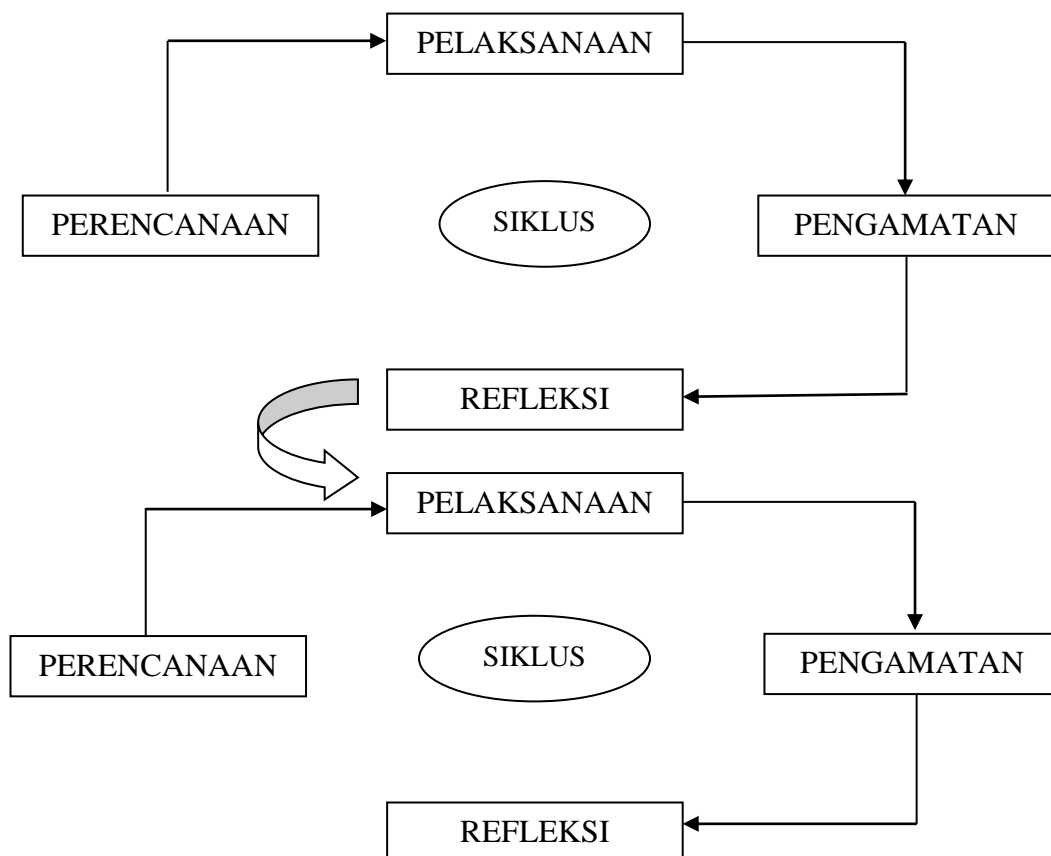 PELAKSANAAN
PERENCANAAN
SIKLUS
PENGAMATAN
REFLEKSI
PELAKSANAAN
PERENCANAAN
SIKLUS
PENGAMATAN
REFLEKSI